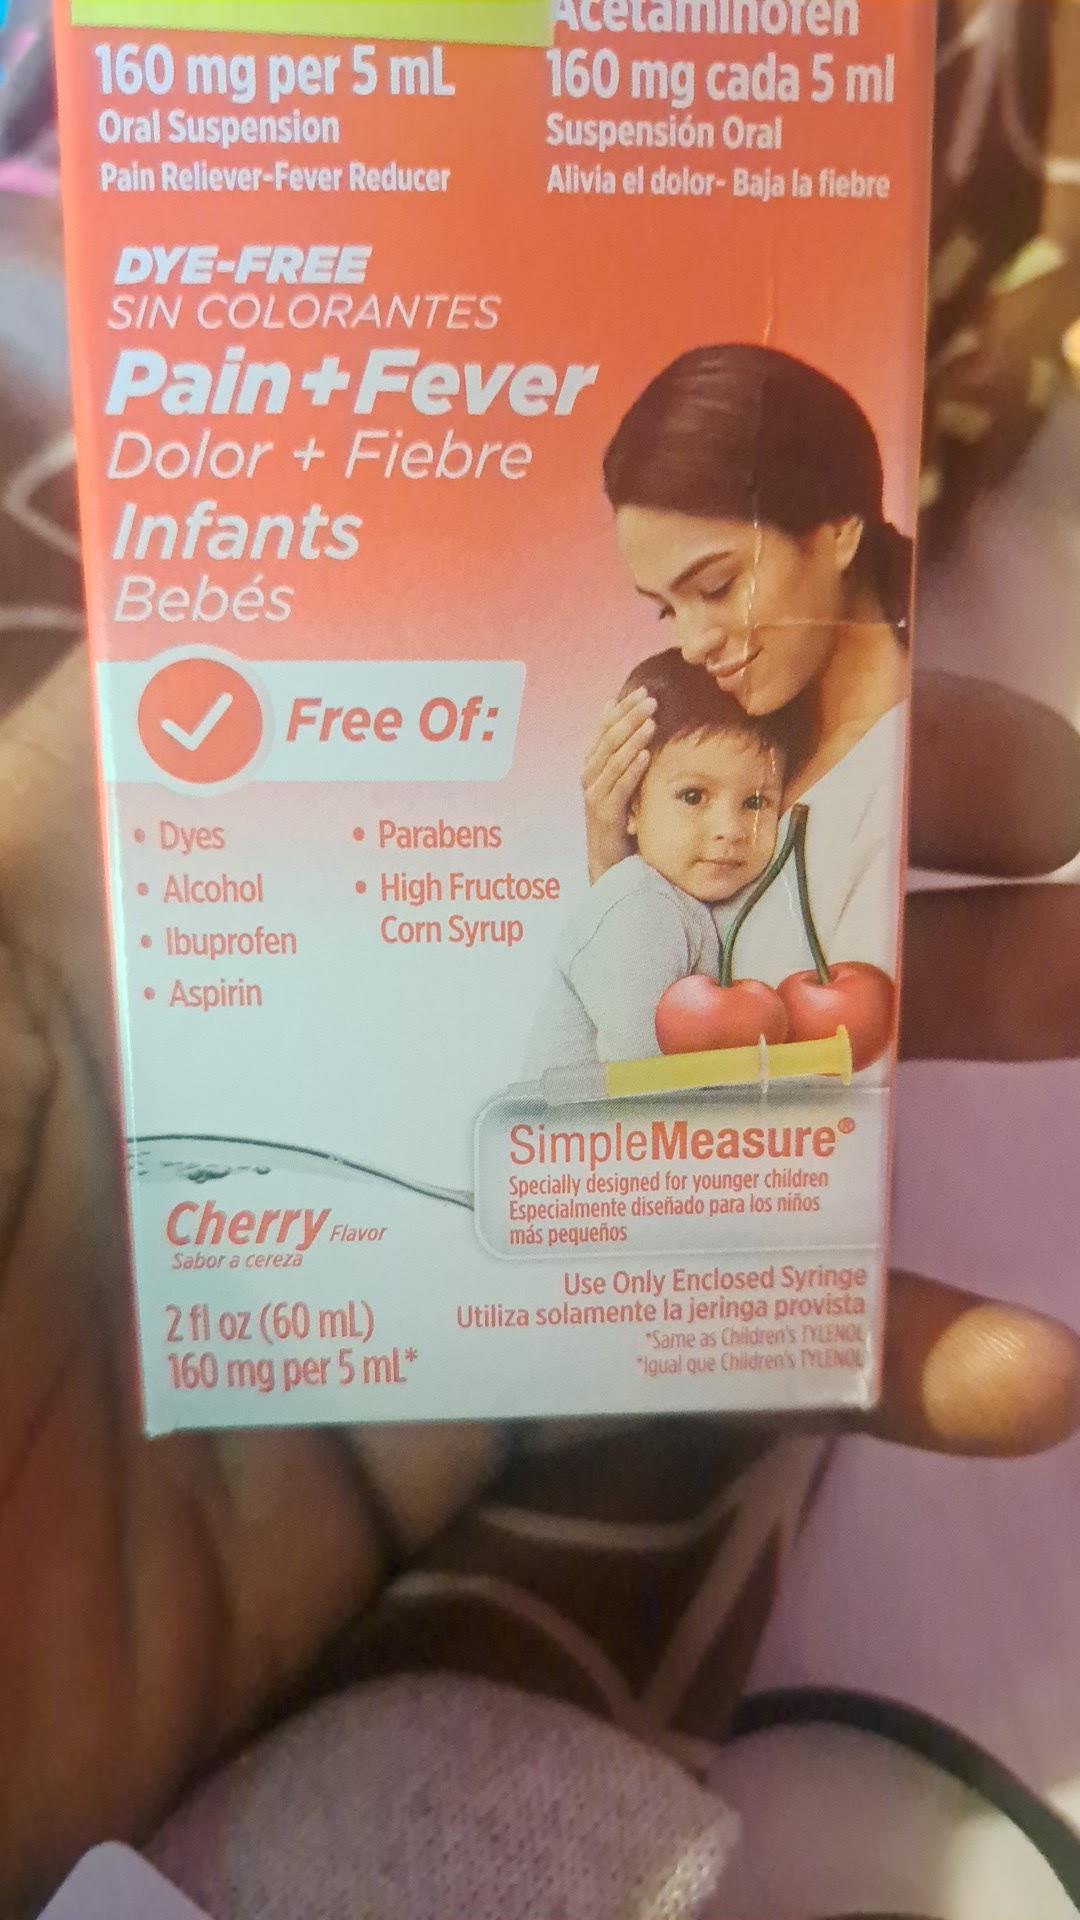 Acetaminofén
160 mg per 5 mL
160 mg cada 5 ml
Oral Suspension
Suspensión Oral
Pain Reliever-Fever Reducer
Alivia el dolor- Baja la fiebre
DYE-FREE
SIN COLORANTES
Pain+Fever
Dolor + Fiebre
Infants
Bebés
Free Of:
• Dyes
• Alcohol
• Ibuprofen
• Aspirin
• Parabens
• High Fructose
Corn Syrup
SimpleMeasure®
Specially designed for younger children
Especialmente diseñado para los niños
más pequeños
Cherry Flavor
Sabor a cereza
2 fl oz (60 mL)
160 mg per 5 mL*
Use Only Enclosed Syringe
Utiliza solamente la jeringa provista
*Same as Children's TYLENOL
*Igual que Children's TYLENOL